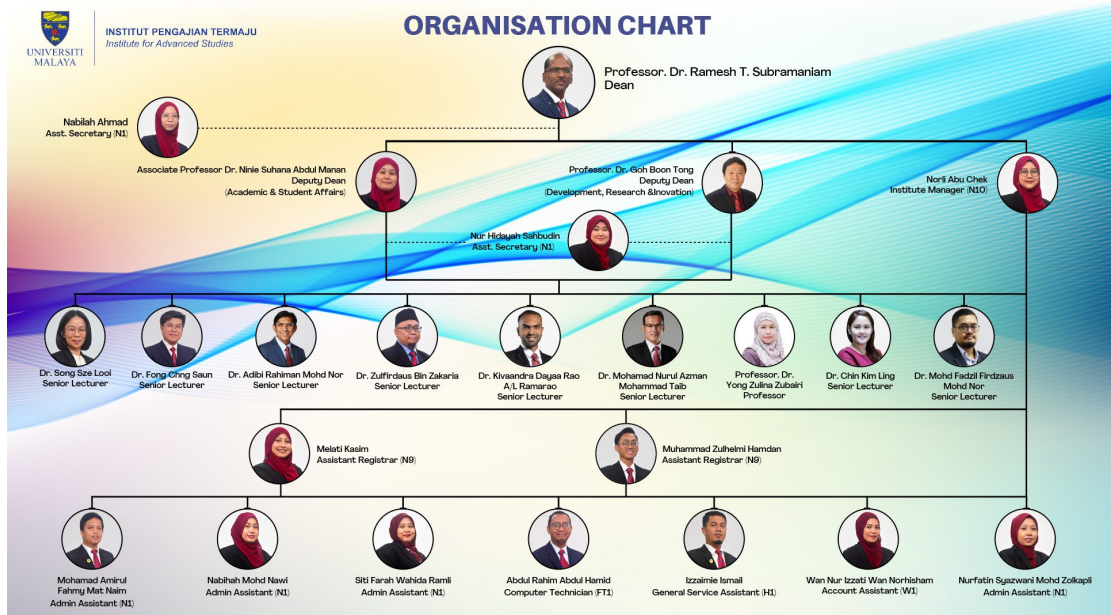 UNIVERSITI
MALAYA
INSTITUT PENGAJIAN TERMAJU
Institute for Advanced Studies
ORGANISATION CHART
Professor. Dr. Ramesh T. Subramaniam
Dean
Nabilah Ahmad
Asst. Secretary (N1)
Associate Professor Dr. Ninie Suhana Abdul Manan
Deputy Dean
(Academic & Student Affairs)
Professor. Dr. Goh Boon Tong
Deputy Dean
(Development, Research &Inovation)
Norli Abu Chek
Institute Manager (N10)
Nur Hidayah Sahbudin
Asst. Secretary (N1)
Dr. Song Sze Looi
Senior Lecturer
Dr. Fong Chng Saun
Senior Lecturer
Dr. Adibi Rahiman Mohd Nor
Senior Lecturer
Dr. Zulfirdaus Bin Zakaria
Senior Lecturer
Dr. Kivaandra Dayaa Rao
A/L Ramarao
Senior Lecturer
Dr. Mohamad Nurul Azman
Mohammad Taib
Senior Lecturer
Professor. Dr.
Yong Zulina Zubairi
Professor
Dr. Chin Kim Ling
Senior Lecturer
Dr. Mohd Fadzil Firdzaus
Mohd Nor
Senior Lecturer
Melati Kasim
Assistant Registrar (N9)
Muhammad Zulhelmi Hamdan
Assistant Registrar (N9)
Mohamad Amirul
Fahmy Mat Naim
Admin Assistant (N1)
Nabihah Mohd Nawi
Admin Assistant (N1)
Siti Farah Wahida Ramli
Admin Assistant (N1)
Abdul Rahim Abdul Hamid
Computer Technician (FT1)
Izzaimie Ismail
General Service Assistant (H1)
Wan Nur Izzati Wan Norhisham
Account Assistant (W1)
Nurfatin Syazwani Mohd Zolkapli
Admin Assistant (N1)